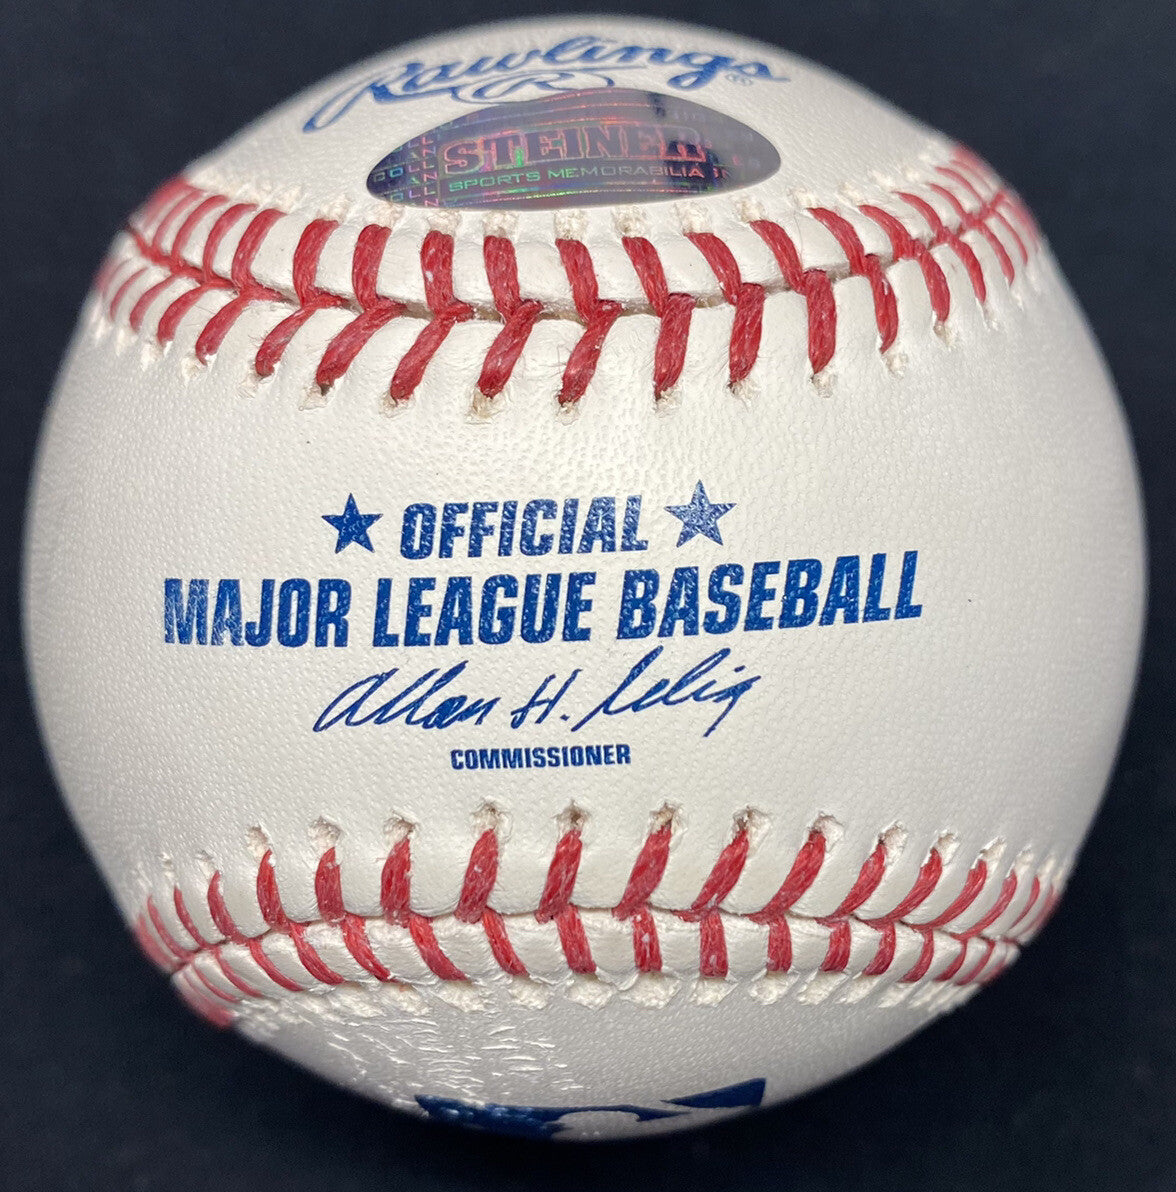 Rawlings ®
R
STEINER
SPORTS MEMORABILIA
★ OFFICIAL ★
MAJOR LEAGUE BASEBALL
Allan H. Selig
COMMISSIONER